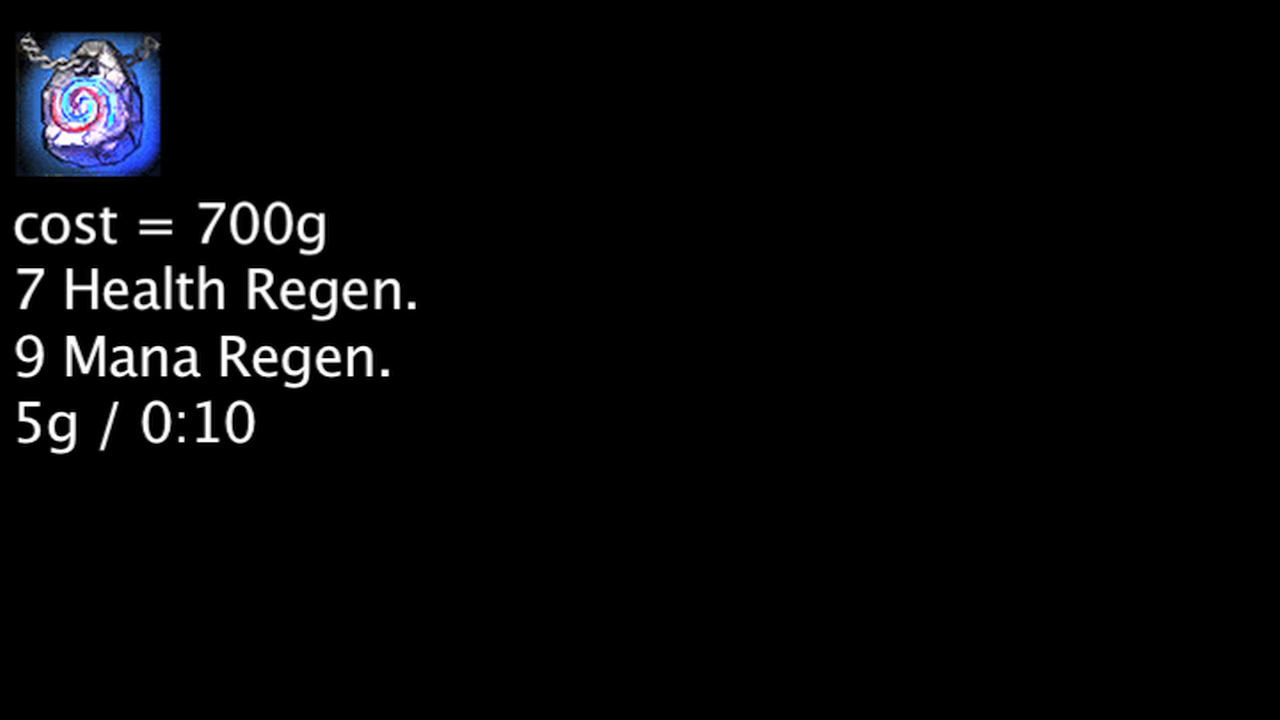 cost = 700g
7 Health Regen.
9 Mana Regen.
5g / 0:10